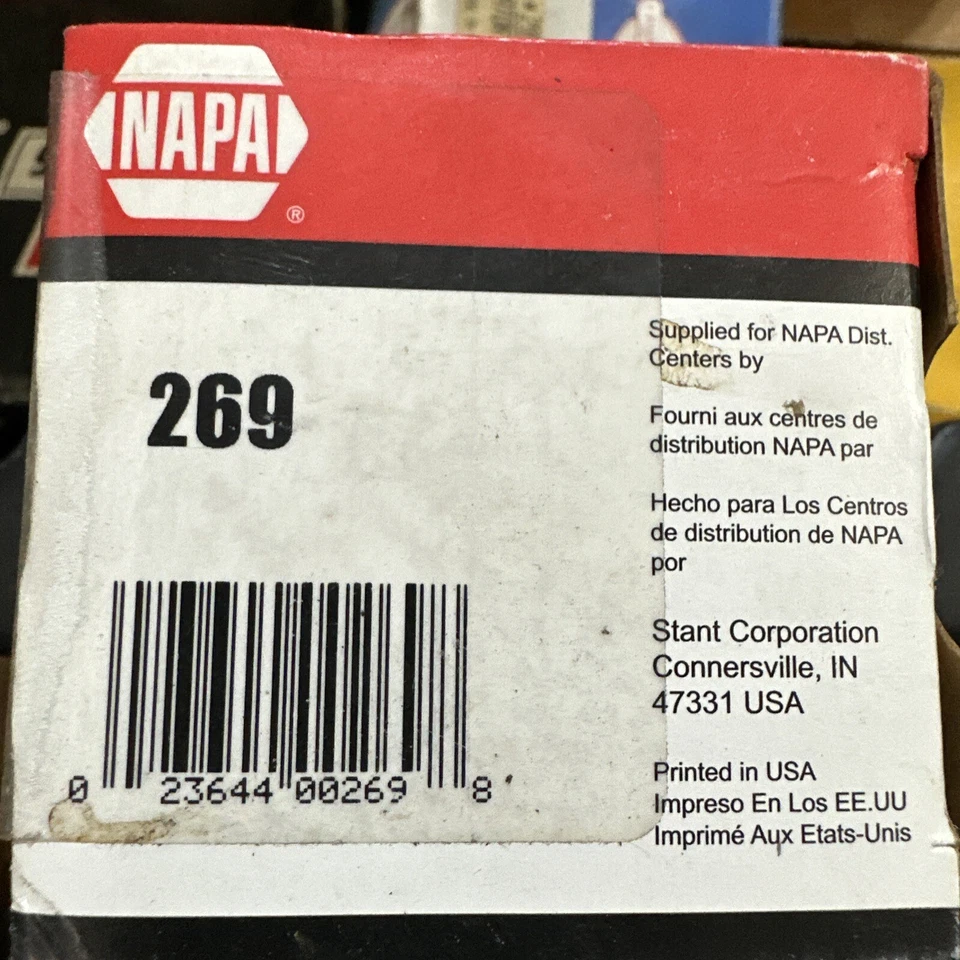 NAPA
®
269
0 23644 00269 8
Supplied for NAPA Dist.
Centers by
Fourni aux centres de
distribution NAPA par
Hecho para Los Centros
de distribution de NAPA
por
Stant Corporation
Connersville, IN
47331 USA
Printed in USA
Impreso En Los EE.UU
Imprimé Aux Etats-Unis